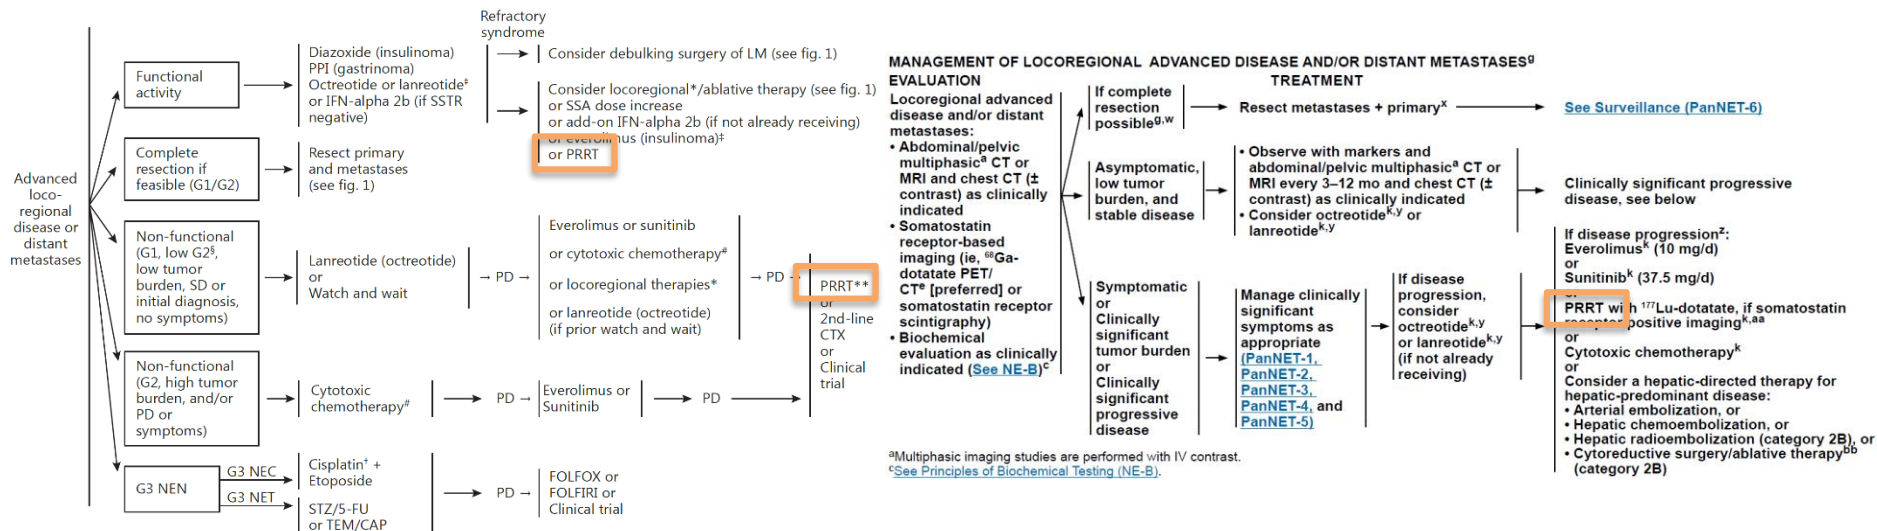 Advanced
loco-
regional
disease or
distant
metastases
Functional
activity
Diazoxide (insulinoma)
PPI (gastrinoma)
Octreotide or lanreotide‡
or IFN-alpha 2b (if SSTR
negative)
Refractory
syndrome
Consider debulking surgery of LM (see fig. 1)
Consider locoregional*/ablative therapy (see fig. 1)
or SSA dose increase
or add-on IFN-alpha 2b (if not already receiving)
or everolimus (insulinoma)‡
or PRRT
Complete
resection if
feasible (G1/G2)
Resect primary
and metastases
(see fig. 1)
Non-functional
(G1, low G2§,
low tumor
burden, SD or
initial diagnosis,
no symptoms)
Lanreotide (octreotide)
or
Watch and wait
PD
Everolimus or sunitinib
or cytotoxic chemotherapy#
or locoregional therapies*
or lanreotide (octreotide)
(if prior watch and wait)
PD
PRRT**
or
2nd-line
CTX
or
Clinical
trial
Non-functional
(G2, high tumor
burden, and/or
PD or
symptoms)
Cytotoxic
chemotherapy#
PD
Everolimus or
Sunitinib
PD
G3 NEN
G3 NEC
Cisplatin† +
Etoposide
G3 NET
STZ/5-FU
or TEM/CAP
PD
FOLFOX or
FOLFIRI or
Clinical trial
MANAGEMENT OF LOCOREGIONAL ADVANCED DISEASE AND/OR DISTANT METASTASESg
EVALUATION
TREATMENT
Locoregional advanced
disease and/or distant
metastases:
• Abdominal/pelvic
multiphasica CT or
MRI and chest CT (±
contrast) as clinically
indicated
• Somatostatin
receptor-based
imaging (ie, 68Ga-
dotatate PET/
CTe [preferred] or
somatostatin receptor
scintigraphy)
• Biochemical
evaluation as clinically
indicated (See NE-B)c
If complete
resection
possibleg,w
Resect metastases + primaryx
See Surveillance (PanNET-6)
Asymptomatic,
low tumor
burden, and
stable disease
• Observe with markers and
abdominal/pelvic multiphasica CT or
MRI every 3–12 mo and chest CT (±
contrast) as clinically indicated
• Consider octreotidek,y or
lanreotidek,y
Clinically significant progressive
disease, see below
Symptomatic
or
Clinically
significant
tumor burden
or
Clinically
significant
progressive
disease
Manage clinically
significant
symptoms as
appropriate
(PanNET-1,
PanNET-2,
PanNET-3,
PanNET-4, and
PanNET-5)
If disease
progression,
consider
octreotidek,y
or lanreotidek,y
(if not already
receiving)
If disease progressionz:
Everolimusk (10 mg/d)
or
Sunitinibk (37.5 mg/d)
or
PRRT with 177Lu-dotatate, if somatostatin
receptor positive imagingk,aa
or
Cytotoxic chemotherapyk
or
Consider a hepatic-directed therapy for
hepatic-predominant disease:
• Arterial embolization, or
• Hepatic chemoembolization, or
• Hepatic radioembolization (category 2B), or
• Cytoreductive surgery/ablative therapybb
(category 2B)
aMultiphasic imaging studies are performed with IV contrast.
cSee Principles of Biochemical Testing (NE-B).